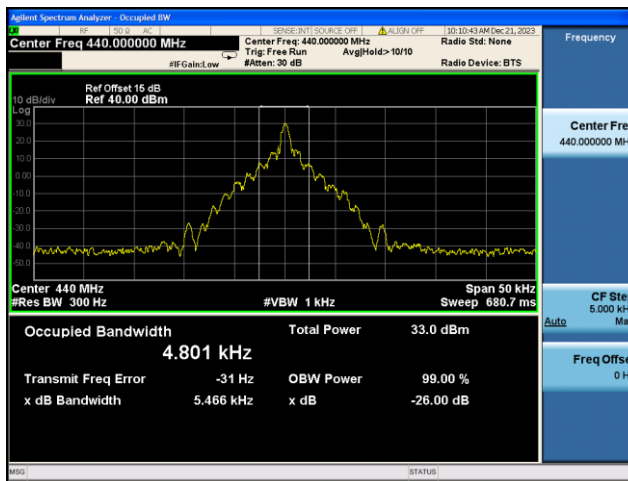 Agilent Spectrum Analyzer - Occupied BW
RF 50 Ω AC SENSE:INT SOURCE OFF ALIGN OFF 10:10:43 AM Dec 21, 2023
Center Freq 440.000000 MHz Center Freq: 440.000000 MHz Radio Std: None
Trig: Free Run Avg|Hold:> 10/10
#IFGain:Low #Atten: 30 dB Radio Device: BTS
Frequency
Ref Offset 15 dB
10 dB/div Ref 40.00 dBm
Log
30.0
20.0
10.0
0.00
-10.0
-20.0
-30.0
-40.0
-50.0
Center Fre
440.000000 MH
Center 440 MHz Span 50 kHz
#Res BW 300 Hz #VBW 1 kHz Sweep 680.7 ms
CF Ste
5.000 kH
Auto Ma
Occupied Bandwidth Total Power 33.0 dBm
4.801 kHz
Transmit Freq Error -31 Hz OBW Power 99.00 %
x dB Bandwidth 5.466 kHz x dB -26.00 dB
Freq Offse
0 H
MSG STATUS